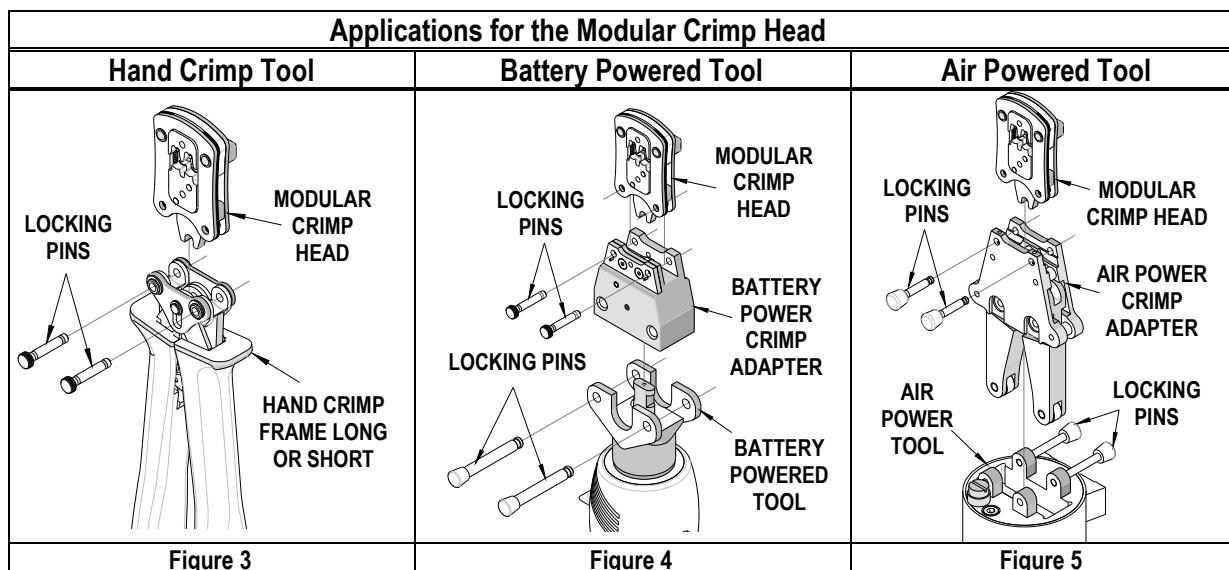 Applications for the Modular Crimp Head
Hand Crimp Tool
Battery Powered Tool
Air Powered Tool
MODULAR
CRIMP
HEAD
LOCKING
PINS
HAND CRIMP
FRAME LONG
OR SHORT
MODULAR
CRIMP
HEAD
LOCKING
PINS
BATTERY
POWER
CRIMP
ADAPTER
LOCKING PINS
BATTERY
POWERED
TOOL
LOCKING
PINS
MODULAR
CRIMP HEAD
AIR POWER
CRIMP
ADAPTER
AIR
POWER
TOOL
LOCKING
PINS
Figure 3
Figure 4
Figure 5